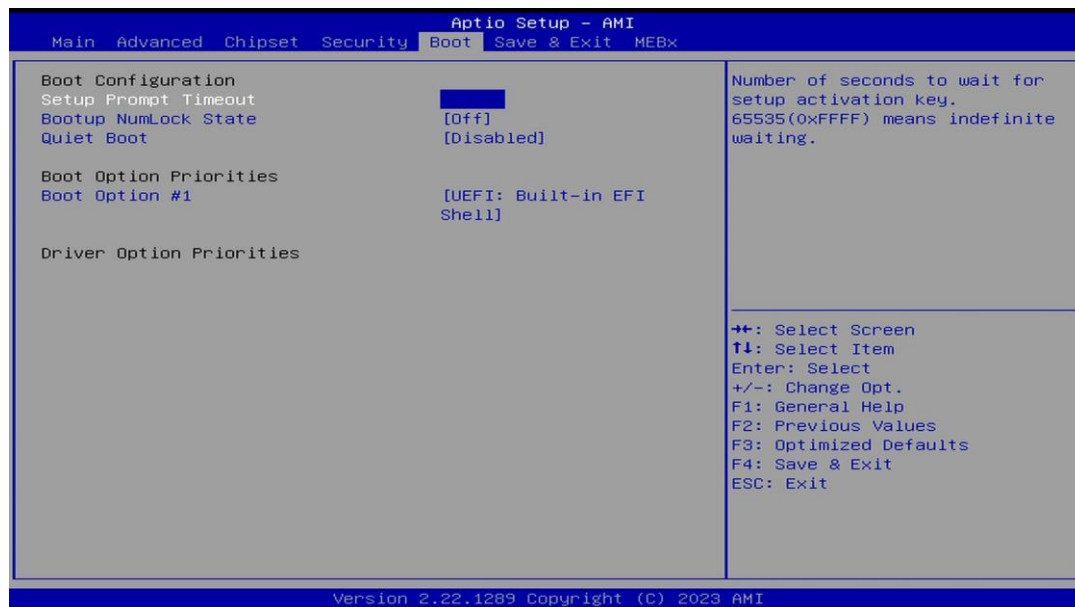 Aptio Setup – AMI
Main Advanced Chipset Security Boot Save & Exit MEBx
Boot Configuration
Setup Prompt Timeout
Bootup NumLock State [Off]
Quiet Boot [Disabled]
Boot Option Priorities
Boot Option #1 [UEFI: Built-in EFI
Shell]
Driver Option Priorities
Number of seconds to wait for
setup activation key.
65535(0xFFFF) means indefinite
waiting.
→←: Select Screen
↑↓: Select Item
Enter: Select
+/-: Change Opt.
F1: General Help
F2: Previous Values
F3: Optimized Defaults
F4: Save & Exit
ESC: Exit
Version 2.22.1289 Copyright (C) 2023 AMI